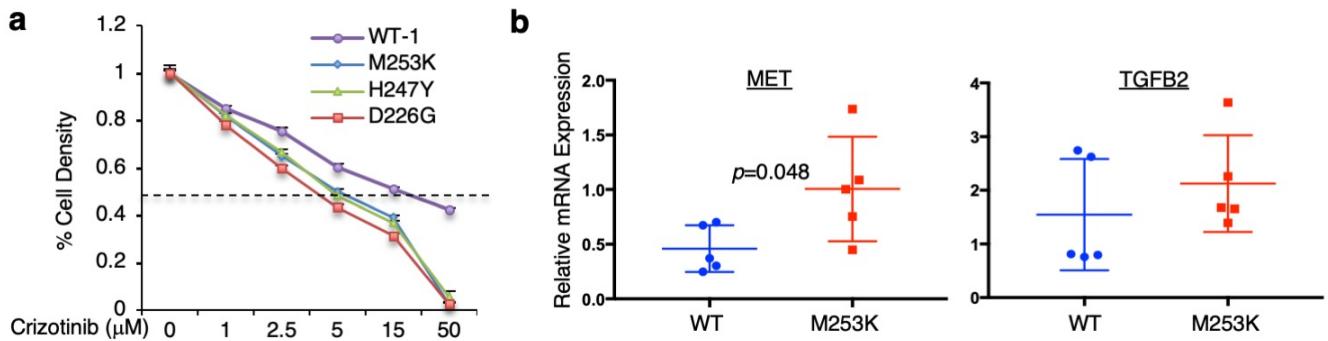 a
1.2
1
0.8
0.6
0.4
0.2
0
% Cell Density
WT-1
M253K
H247Y
D226G
Crizotinib (μM) 0 1 2.5 5 15 50
b
Relative mRNA Expression
MET
2.0
1.5
1.0
0.5
0.0
p=0.048
WT M253K
TGFB2
4
3
2
1
0
WT M253K